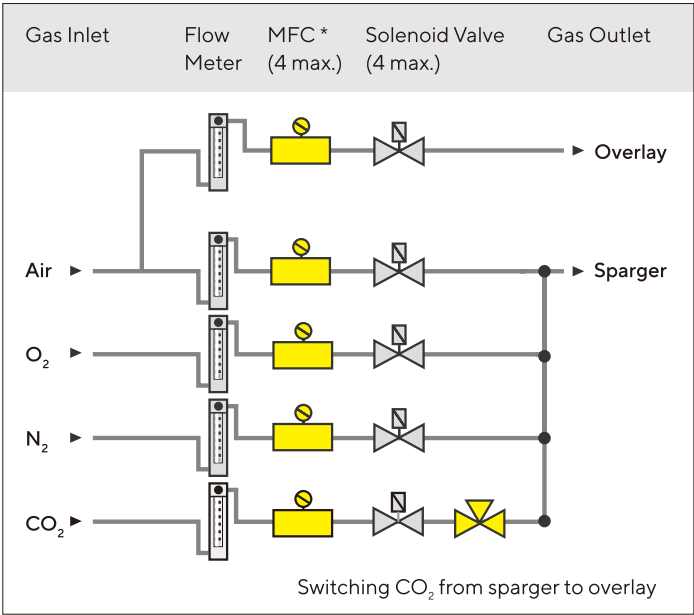 Gas Inlet Flow Meter MFC * (4 max.) Solenoid Valve (4 max.) Gas Outlet
Overlay
Air Sparger
O₂
N₂
CO₂
Switching CO₂ from sparger to overlay